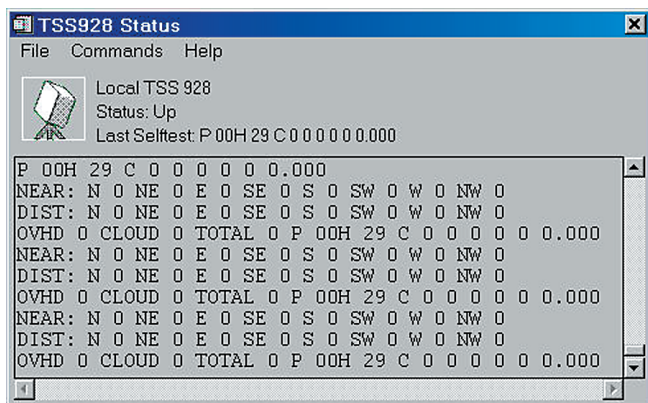 TSS928 Status
File Commands Help
Local TSS 928
Status: Up
Last Selftest: P 00H 29 C 0 0 0 0 0 0.000
P 00H 29 C 0 0 0 0 0 0.000
NEAR: N 0 NE 0 E 0 SE 0 S 0 SW 0 W 0 NW 0
DIST: N 0 NE 0 E 0 SE 0 S 0 SW 0 W 0 NW 0
OVHD 0 CLOUD 0 TOTAL 0 P 00H 29 C 0 0 0 0 0 0.000
NEAR: N 0 NE 0 E 0 SE 0 S 0 SW 0 W 0 NW 0
DIST: N 0 NE 0 E 0 SE 0 S 0 SW 0 W 0 NW 0
OVHD 0 CLOUD 0 TOTAL 0 P 00H 29 C 0 0 0 0 0 0.000
NEAR: N 0 NE 0 E 0 SE 0 S 0 SW 0 W 0 NW 0
DIST: N 0 NE 0 E 0 SE 0 S 0 SW 0 W 0 NW 0
OVHD 0 CLOUD 0 TOTAL 0 P 00H 29 C 0 0 0 0 0 0.000